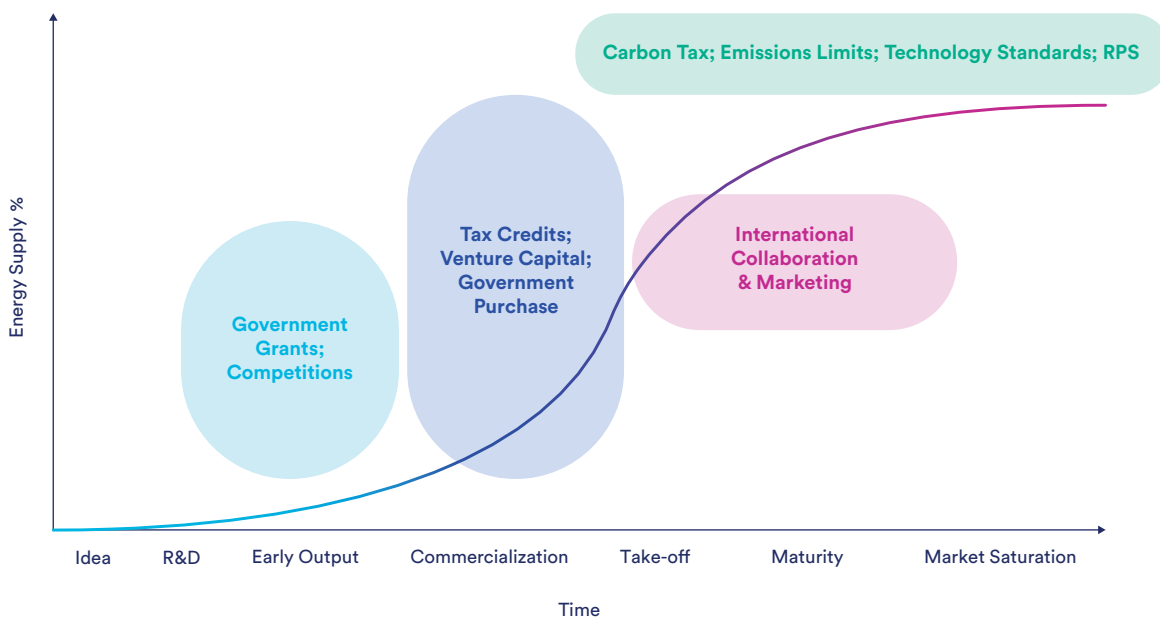 Carbon Tax; Emissions Limits; Technology Standards; RPS
Tax Credits;
Venture Capital;
Government
Purchase
International
Collaboration
& Marketing
Government
Grants;
Competitions
Energy Supply %
Idea R&D Early Output Commercialization Take-off Maturity Market Saturation
Time